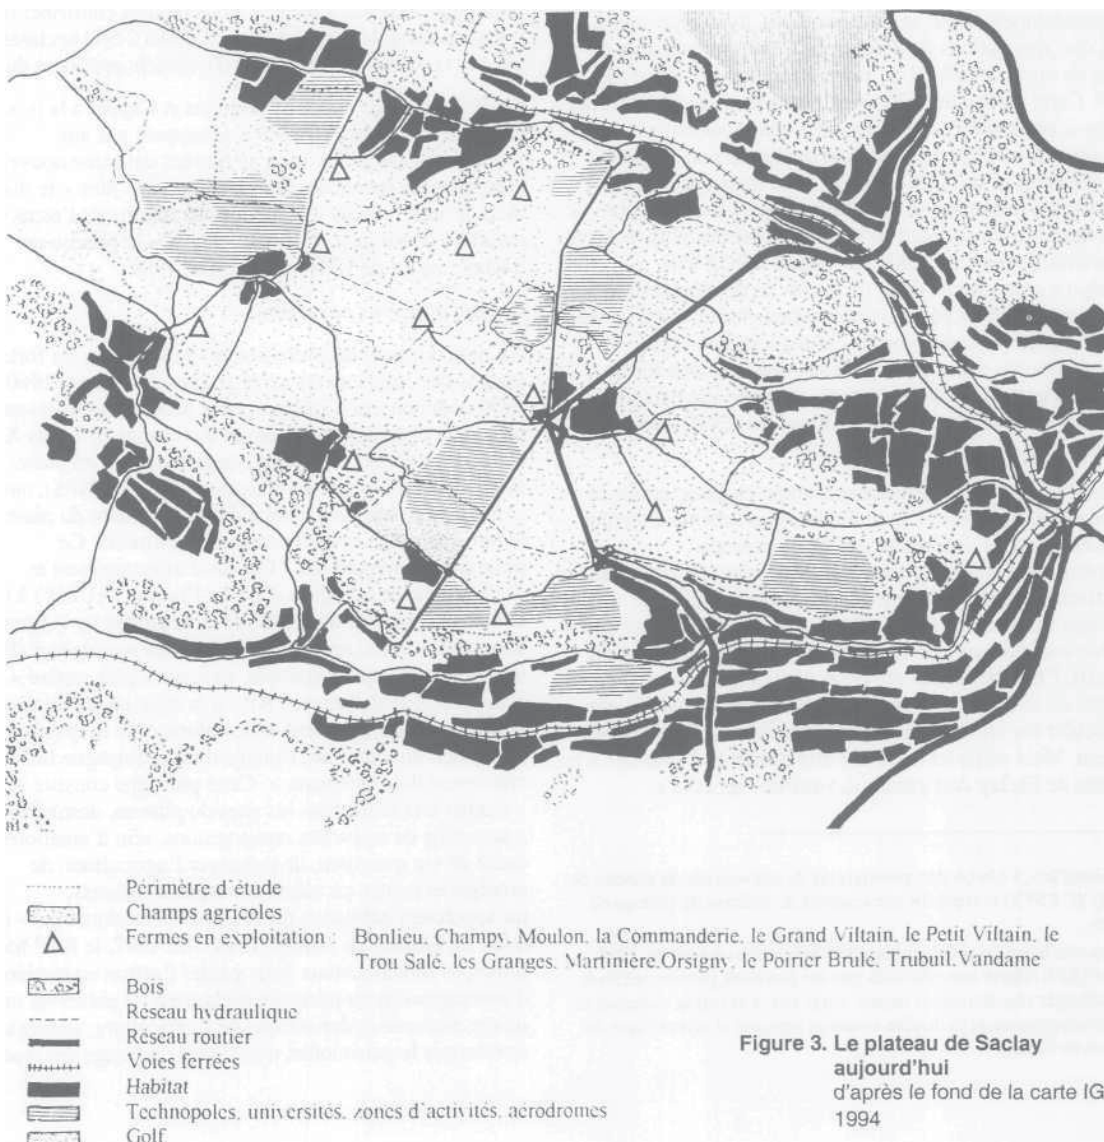 Périmètre d'étude
Champs agricoles
Fermes en exploitation : Bonlieu, Champy, Moulon, la Commanderie, le Grand Viltain, le Petit Viltain, le
Trou Salé, les Granges, Martinière, Orsigny, le Poirier Brulé, Trubuil, Vandame
Bois
Réseau hydraulique
Réseau routier
Voies ferrées
Habitat
Technopoles, universités, zones d'activités, aérodromes
Golf
Figure 3. Le plateau de Saclay
aujourd'hui
d'après le fond de la carte IG
1994